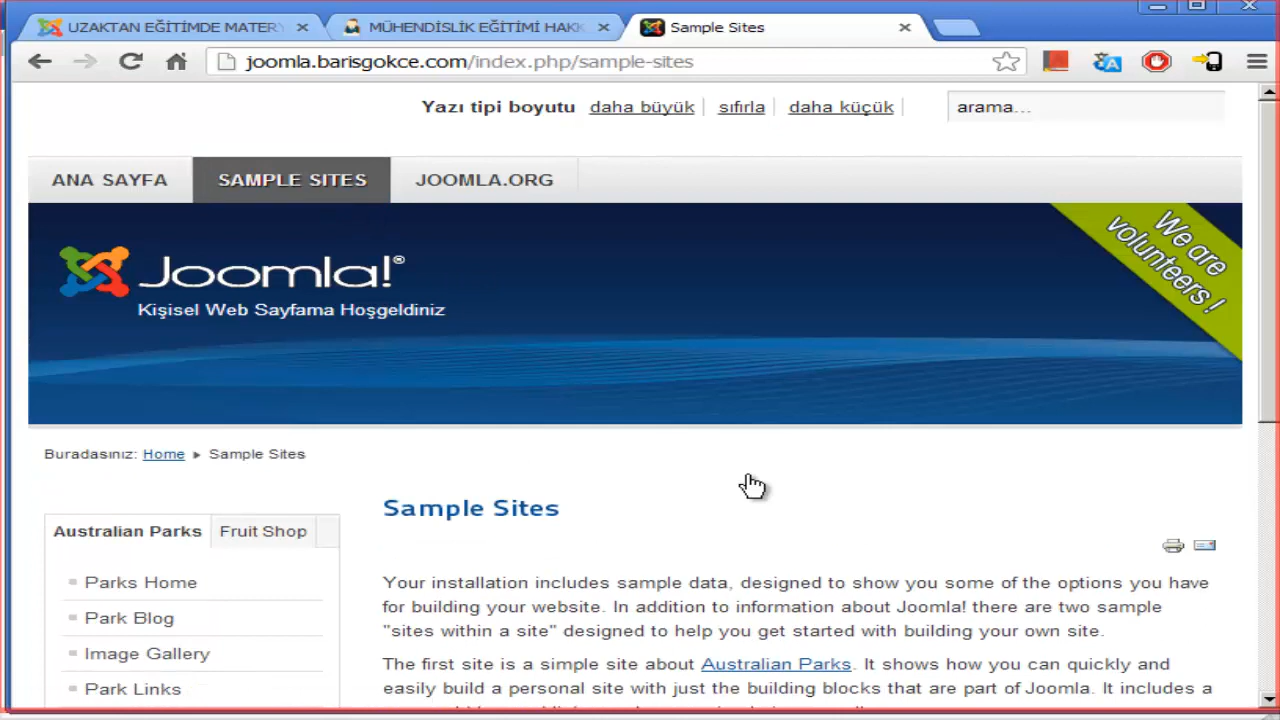 UZAKTAN EĞİTİMDE MATERY
MÜHENDİSLİK EĞİTİMİ HAKK
Sample Sites
joomla.barisgokce.com/index.php/sample-sites
Yazı tipi boyutu daha büyük sıfırla daha küçük arama...
ANA SAYFA SAMPLE SITES JOOMLA.ORG
Joomla!®
Kişisel Web Sayfama Hoşgeldiniz
We are
volunteers!
Buradasınız: Home Sample Sites
Sample Sites
Australian Parks Fruit Shop
Parks Home
Park Blog
Image Gallery
Park Links
Your installation includes sample data, designed to show you some of the options you have
for building your website. In addition to information about Joomla! there are two sample
"sites within a site" designed to help you get started with building your own site.
The first site is a simple site about Australian Parks. It shows how you can quickly and
easily build a personal site with just the building blocks that are part of Joomla. It includes a